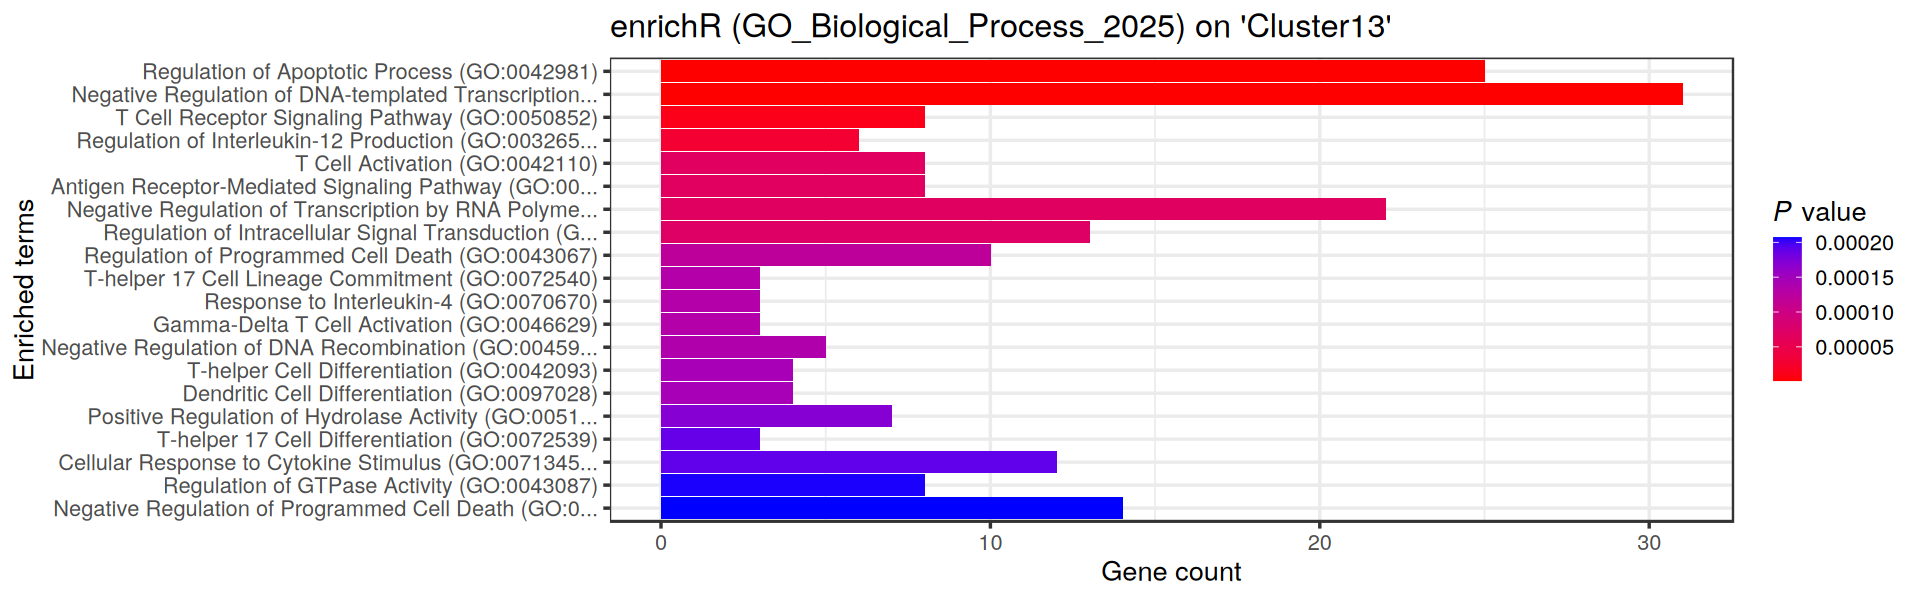 enrichR (GO_Biological_Process_2025) on 'Cluster13'
Enriched terms
Regulation of Apoptotic Process (GO:0042981)
Negative Regulation of DNA-templated Transcription...
T Cell Receptor Signaling Pathway (GO:0050852)
Regulation of Interleukin-12 Production (GO:003265...
T Cell Activation (GO:0042110)
Antigen Receptor-Mediated Signaling Pathway (GO:00...
Negative Regulation of Transcription by RNA Polyme...
Regulation of Intracellular Signal Transduction (G...
Regulation of Programmed Cell Death (GO:0043067)
T-helper 17 Cell Lineage Commitment (GO:0072540)
Response to Interleukin-4 (GO:0070670)
Gamma-Delta T Cell Activation (GO:0046629)
Negative Regulation of DNA Recombination (GO:00459...
T-helper Cell Differentiation (GO:0042093)
Dendritic Cell Differentiation (GO:0097028)
Positive Regulation of Hydrolase Activity (GO:0051...
T-helper 17 Cell Differentiation (GO:0072539)
Cellular Response to Cytokine Stimulus (GO:0071345...
Regulation of GTPase Activity (GO:0043087)
Negative Regulation of Programmed Cell Death (GO:0...
0 10 20 30
Gene count
P value
0.00020
0.00015
0.00010
0.00005